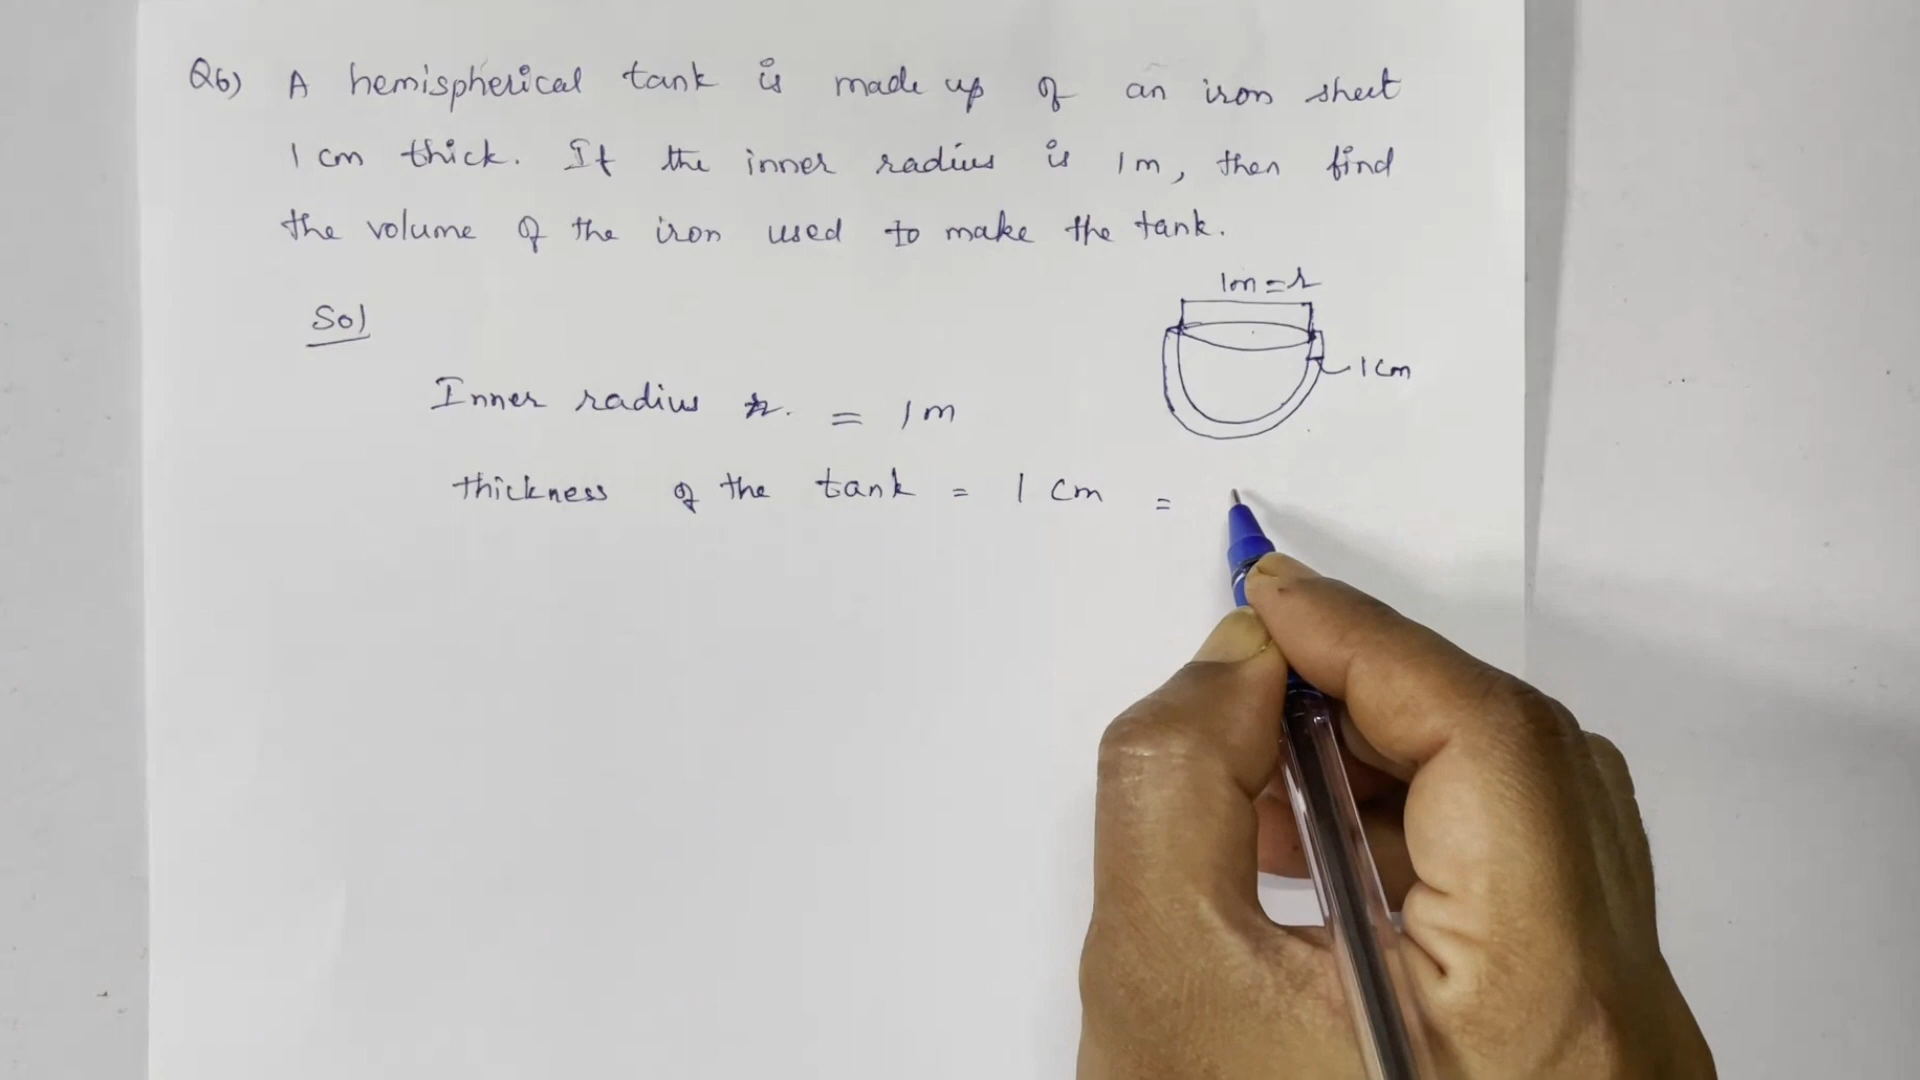 Q6) A hemispherical tank is made up of an iron sheet
1 cm thick. If the inner radius is 1m, then find
the volume of the iron used to make the tank.
1m = r
Sol
1 cm
Inner radius r. = 1m
thickness of the tank = 1 cm =